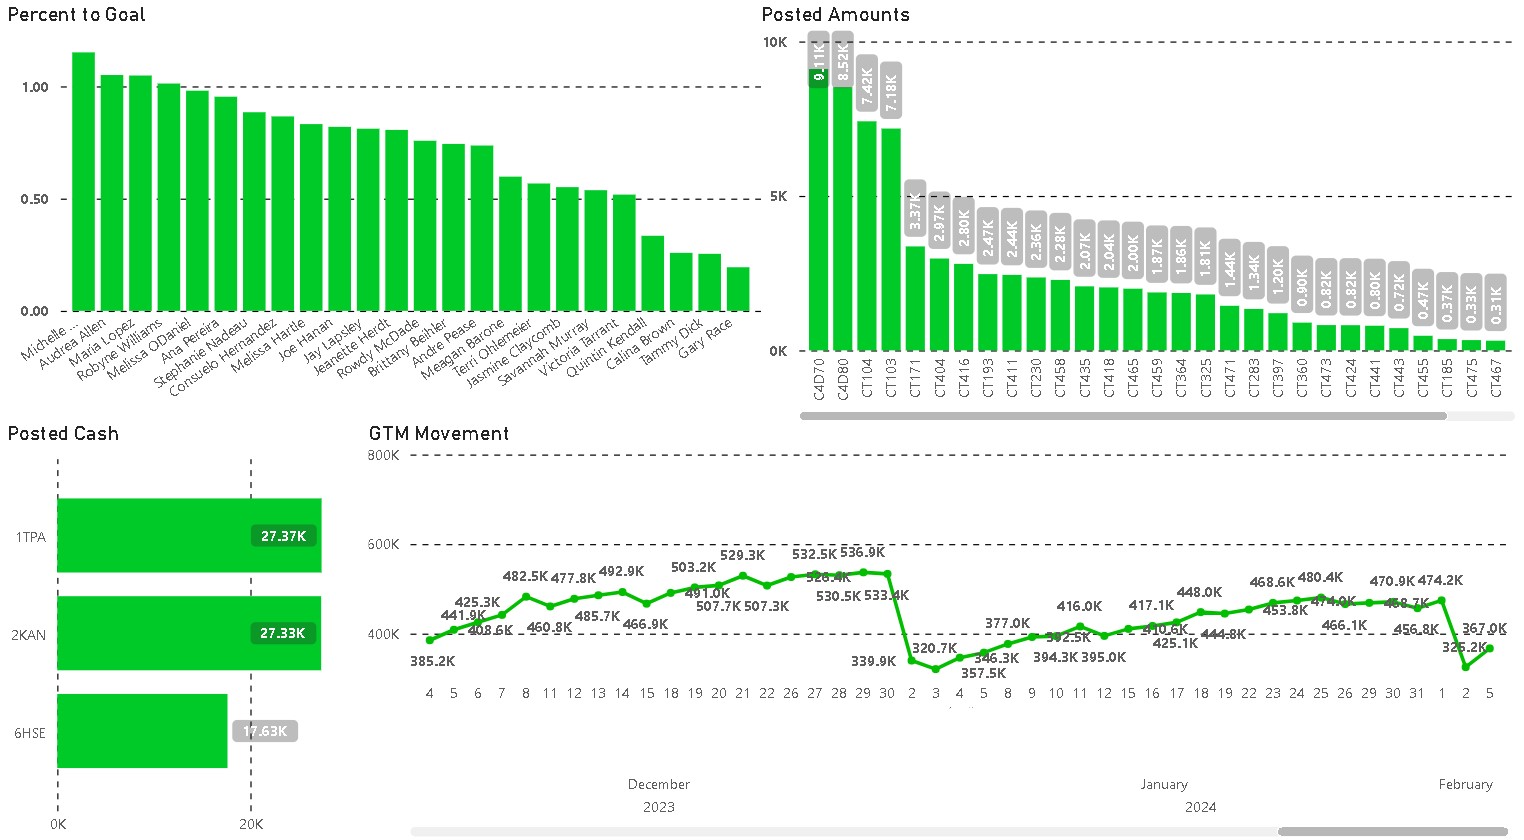 Percent to Goal
1.00
0.50
0.00
Michelle ...
Audrea Allen
Maria Lopez
Robyne Williams
Melissa ODaniel
Ana Pereira
Stephanie Nadeau
Consuelo Hernandez
Melissa Hartle
Joe Hanan
Jay Lapsley
Jeanette Herdt
Rowdy McDade
Brittany Beihler
Andre Pease
Meagan Barone
Terri Ohlemeier
Jasmine Claycomb
Savannah Murray
Victoria Tarrant
Quintin Kendall
Calina Brown
Tammy Dick
Gary Race
Posted Amounts
10K
5K
0K
9.11K
8.52K
7.42K
7.18K
3.37K
2.97K
2.80K
2.47K
2.44K
2.36K
2.28K
2.07K
2.04K
2.00K
1.87K
1.86K
1.81K
1.44K
1.34K
1.20K
0.90K
0.82K
0.82K
0.80K
0.72K
0.47K
0.37K
0.33K
0.31K
C4D70
C4D80
CT104
CT103
CT171
CT404
CT416
CT193
CT411
CT230
CT458
CT435
CT418
CT465
CT459
CT364
CT325
CT471
CT283
CT397
CT360
CT473
CT424
CT441
CT443
CT455
CT185
CT475
CT467
Posted Cash
1TPA
27.37K
2KAN
27.33K
6HSE
17.63K
0K
20K
GTM Movement
800K
600K
400K
385.2K
441.9K
425.3K
408.6K
482.5K
460.8K
477.8K
485.7K
492.9K
466.9K
503.2K
491.0K
507.7K
529.3K
507.3K
532.5K
526.4K
530.5K
536.9K
533.4K
339.9K
320.7K
357.5K
346.3K
377.0K
394.3K
392.5K
416.0K
395.0K
417.1K
410.6K
425.1K
448.0K
444.8K
468.6K
453.8K
480.4K
474.0K
466.1K
470.9K
468.7K
456.8K
474.2K
325.2K
367.0K
4 5 6 7 8 11 12 13 14 15 18 19 20 21 22 26 27 28 29 30 2 3 4 5 8 9 10 11 12 15 16 17 18 19 22 23 24 25 26 29 30 31 1 2 5
December
January
February
2023
2024